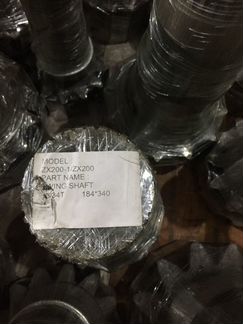 MODEL
ZX200-1/ZX200
PART NAME
SHAFT
184*340